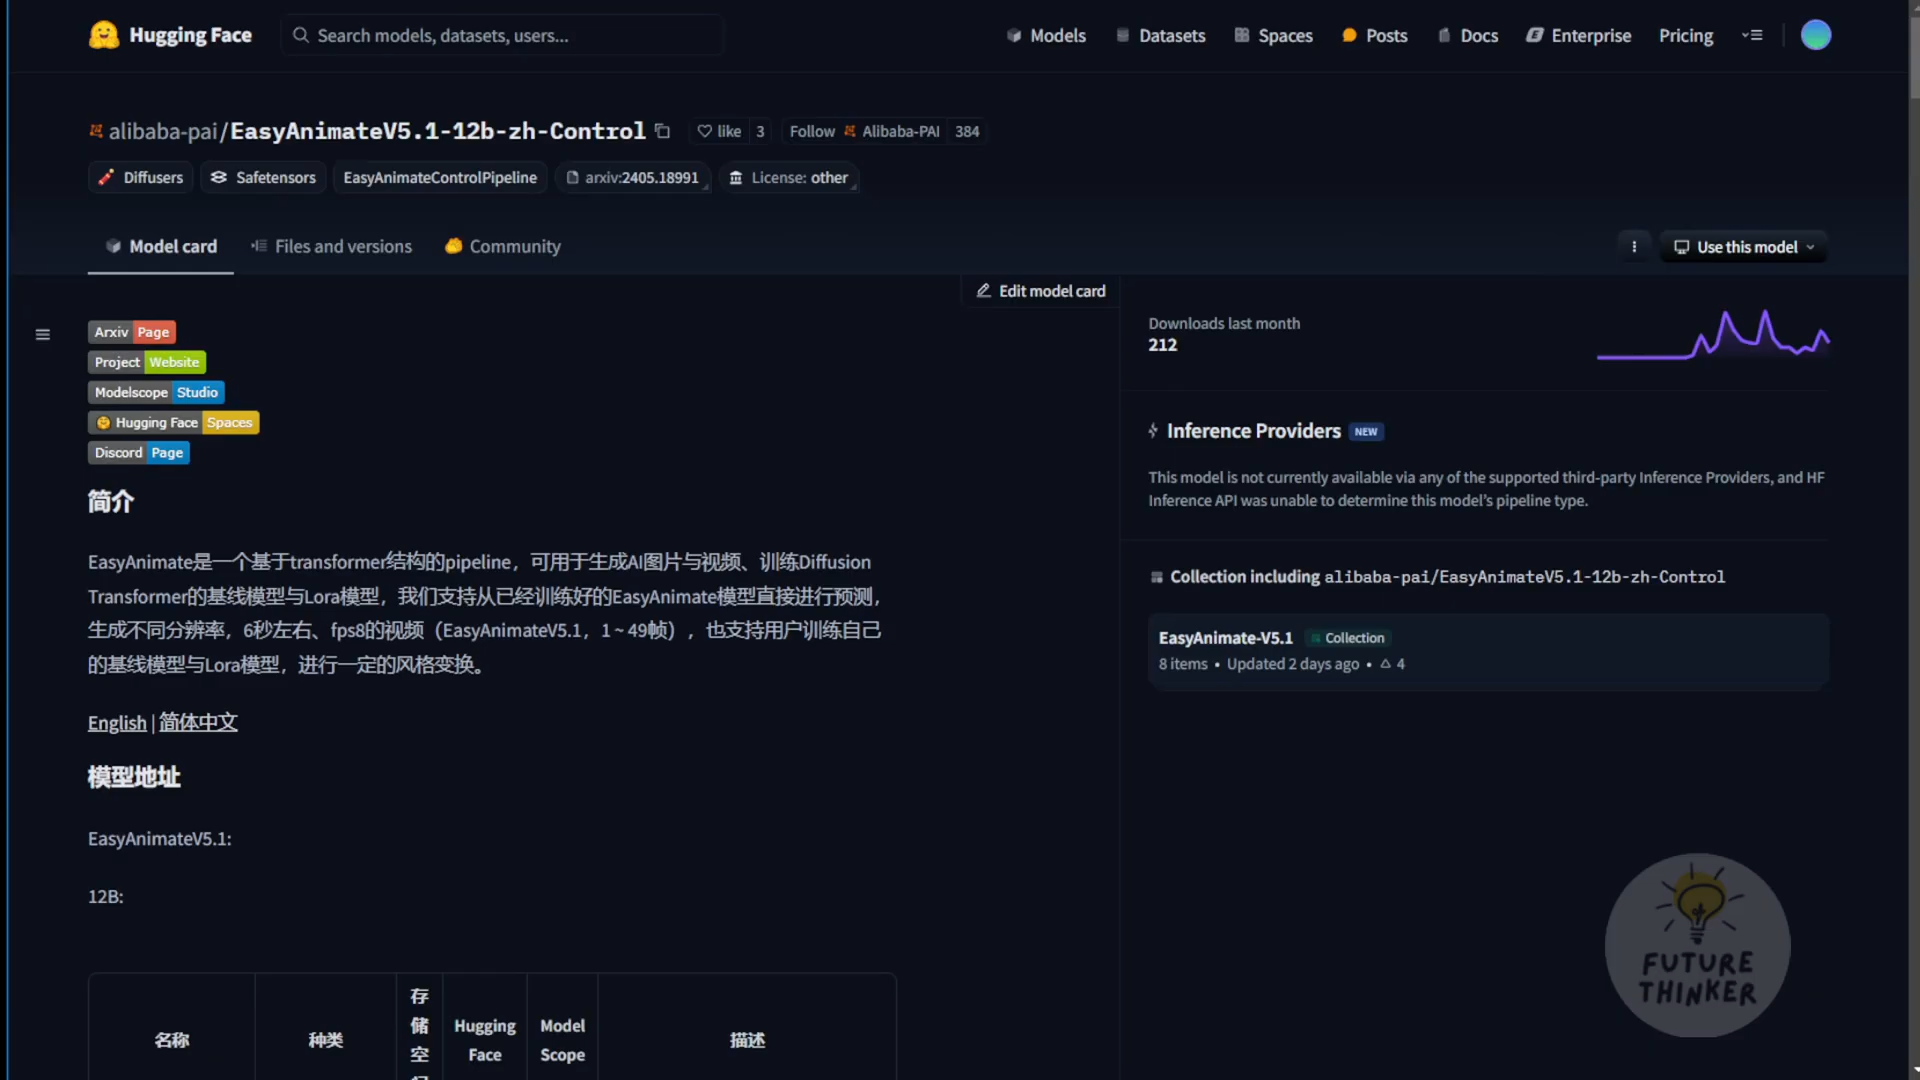 Hugging Face
Search models, datasets, users...
Models
Datasets
Spaces
Posts
Docs
Enterprise
Pricing
alibaba-pai/EasyAnimateV5.1-12b-zh-Control
like 3
Follow Alibaba-PAI 384
Diffusers
Safetensors
EasyAnimateControlPipeline
arxiv:2405.18991
License: other
Model card
Files and versions
Community
Use this model
Edit model card
Arxiv Page
Project Website
Modelscope Studio
Hugging Face Spaces
Discord Page
简介
EasyAnimate是一个基于transformer结构的pipeline，可用于生成AI图片与视频、训练Diffusion
Transformer的基线模型与Lora模型，我们支持从已经训练好的EasyAnimate模型直接进行预测，
生成不同分辨率，6秒左右、fps8的视频（EasyAnimateV5.1，1 ~ 49帧），也支持用户训练自己
的基线模型与Lora模型，进行一定的风格变换。
English | 简体中文
模型地址
EasyAnimateV5.1:
12B:
名称
种类
存
储
空
Hugging
Face
Model
Scope
描述
Downloads last month
212
Inference Providers NEW
This model is not currently available via any of the supported third-party Inference Providers, and HF
Inference API was unable to determine this model's pipeline type.
Collection including alibaba-pai/EasyAnimateV5.1-12b-zh-Control
EasyAnimate-V5.1 Collection
8 items • Updated 2 days ago • 4
FUTURE
THINKER